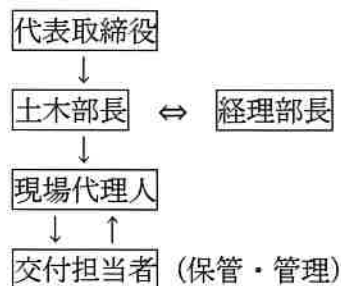 代表取締役
↓
土木部長 ⇔ 経理部長
↓
現場代理人
↓ ↑
交付担当者 (保管・管理)